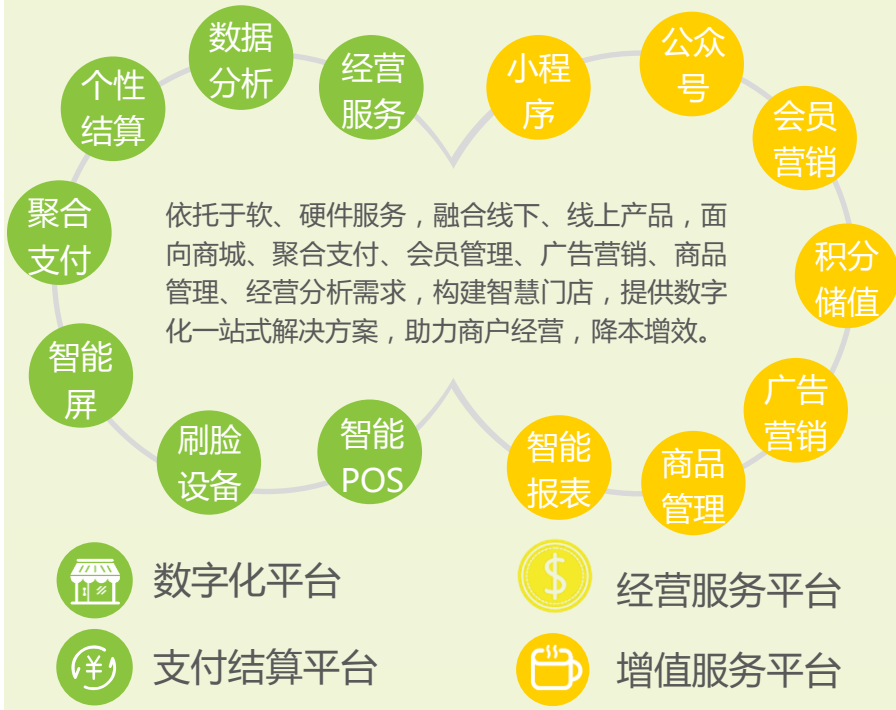 数据
分析
经营
服务
小程
序
公众
号
个性
结算
会员
营销
聚合
支付
依托于软、硬件服务，融合线下、线上产品，面
向商城、聚合支付、会员管理、广告营销、商品
管理、经营分析需求，构建智慧门店，提供数字
化一站式解决方案，助力商户经营，降本增效。
积分
储值
智能
屏
广告
营销
刷脸
设备
智能
POS
智能
报表
商品
管理
数字化平台
$
经营服务平台
¥
支付结算平台
增值服务平台